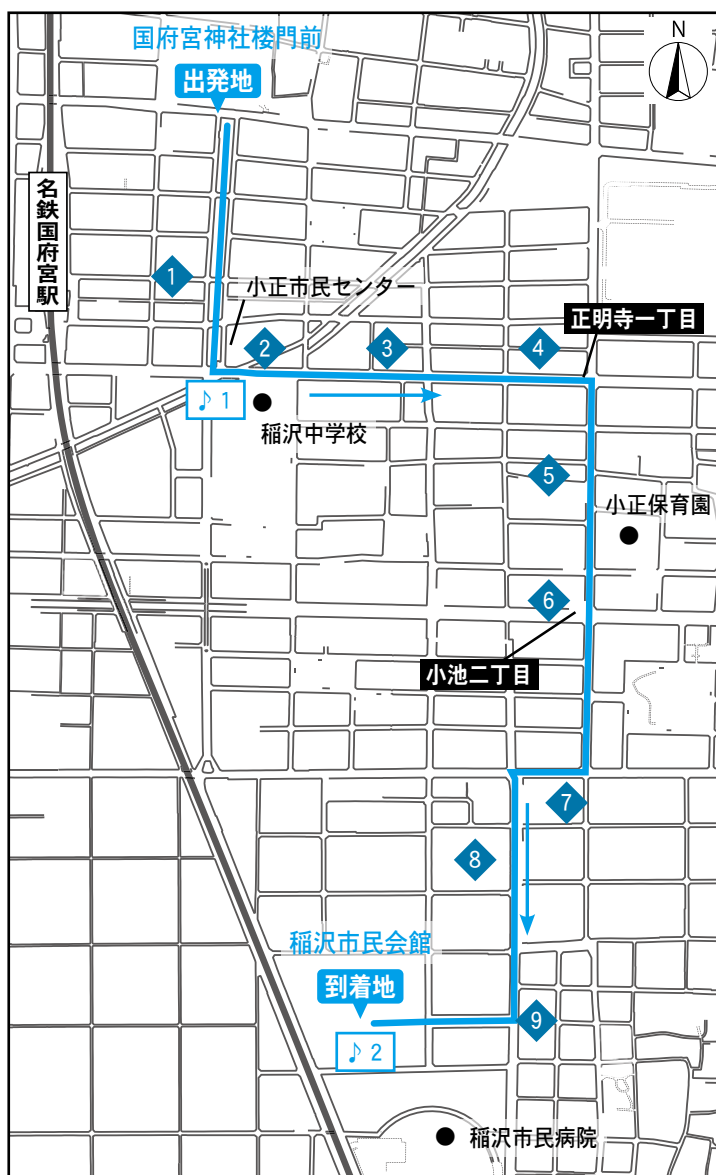 国府宮神社楼門前
出発地
N
名鉄国府宮駅
1
小正市民センター
正明寺一丁目
2
3
4
♪1
稲沢中学校
5
小正保育園
6
小池二丁目
7
8
稲沢市民会館
到着地
9
♪2
稲沢市民病院